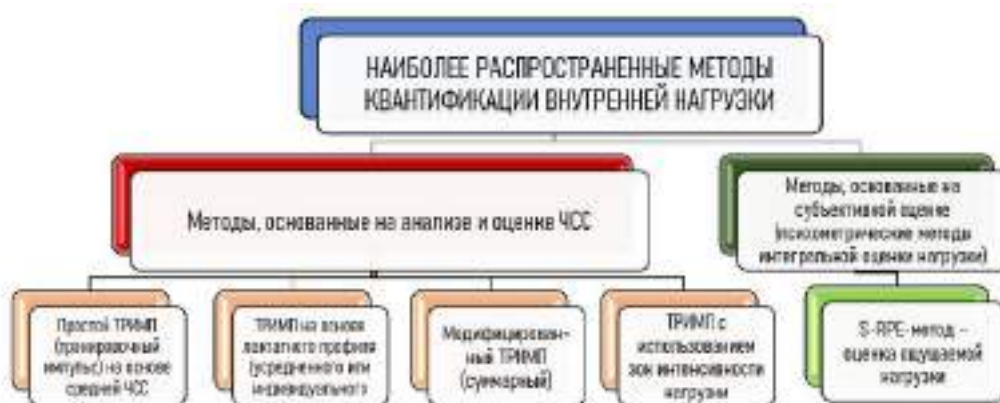 НАИБОЛЕЕ РАСПРОСТРАНЕННЫЕ МЕТОДЫ
КВАНТИФИКАЦИИ ВНУТРЕННЕЙ НАГРУЗКИ
Методы, основанные на анализе и оценке ЧСС
Методы, основанные на
субъективной оценке
(психометрические методы
интегральной оценки нагрузки)
Простой ТРИМП
(тренировочный
импульс) на основе
средней ЧСС
ТРИМП на основе
лактатного профиля
(усредненного или
индивидуального
Модифицирован-
ный ТРИМП
(суммарный)
ТРИМП с
использованием
зон интенсивности
нагрузки
S-RPE-метод –
оценка ощущаемой
нагрузки